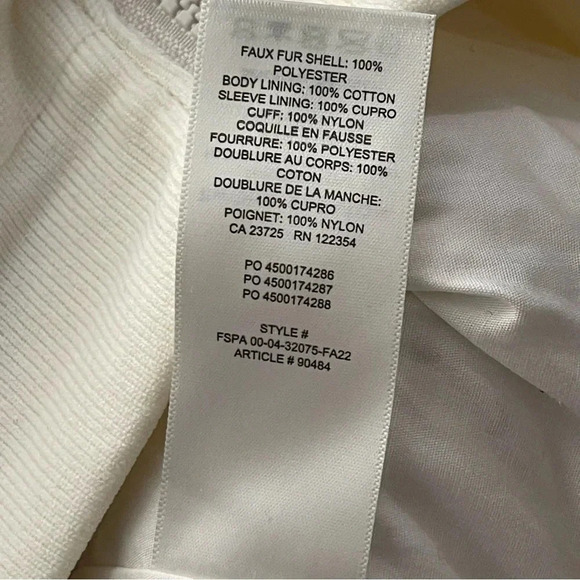 FAUX FUR SHELL: 100%
POLYESTER
BODY LINING: 100% COTTON
SLEEVE LINING: 100% CUPRO
CUFF: 100% NYLON
COQUILLE EN FAUSSE
FOURRURE: 100% POLYESTER
DOUBLURE AU CORPS: 100%
COTON
DOUBLURE DE LA MANCHE:
100% CUPRO
POIGNET: 100% NYLON
CA 23725 RN 122354
PO 4500174286
PO 4500174287
PO 4500174288
STYLE #
FSPA 00-04-32075-FA22
ARTICLE # 90484